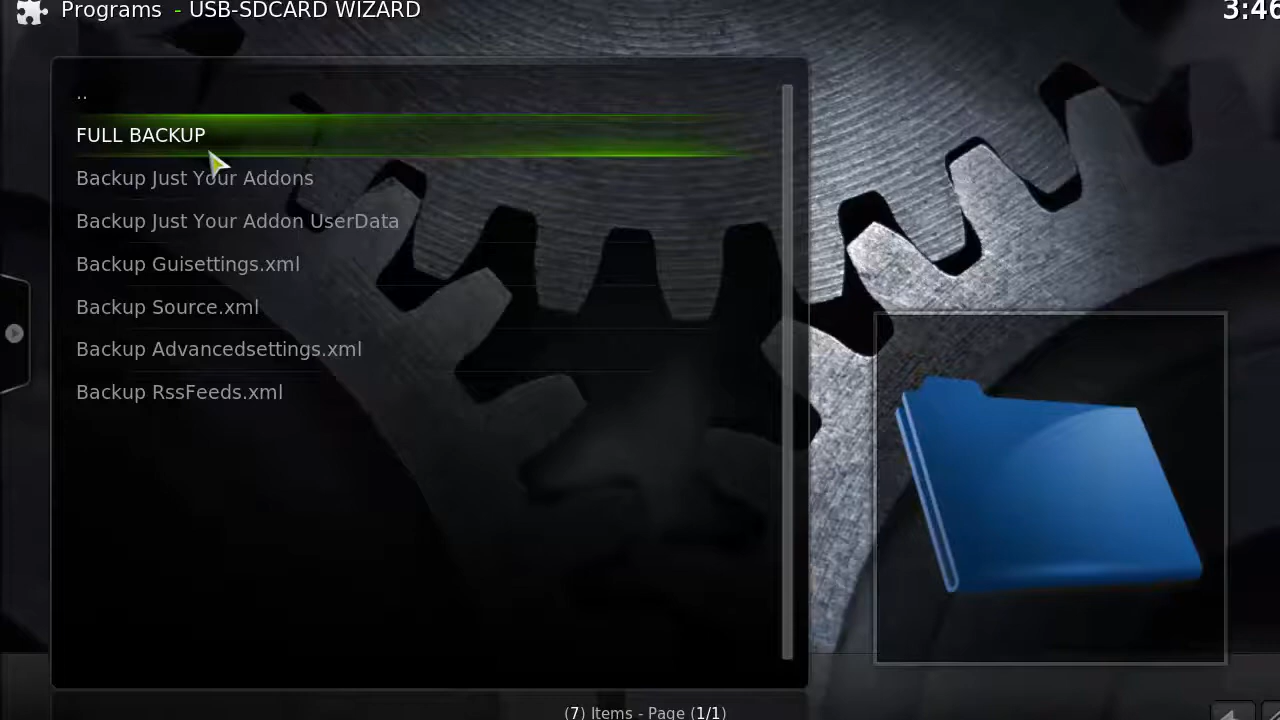 Programs - USB-SDCARD WIZARD
3:46
..
FULL BACKUP
Backup Just Your Addons
Backup Just Your Addon UserData
Backup Guisettings.xml
Backup Source.xml
Backup Advancedsettings.xml
Backup RssFeeds.xml
(7) Items - Page (1/1)